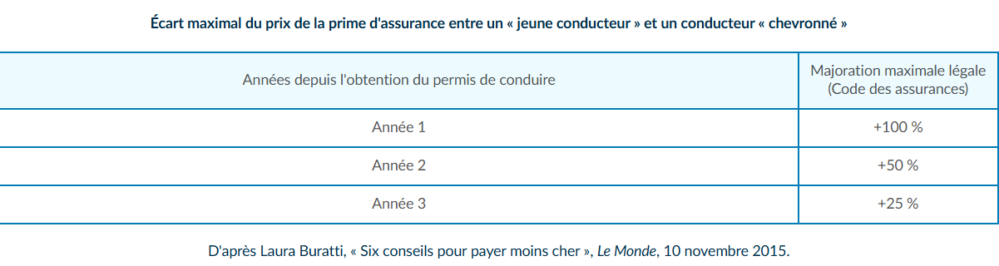 Écart maximal du prix de la prime d'assurance entre un « jeune conducteur » et un conducteur « chevronné »
Années depuis l'obtention du permis de conduire
Majoration maximale légale
(Code des assurances)
Année 1
+100 %
Année 2
+50 %
Année 3
+25 %
D'après Laura Buratti, « Six conseils pour payer moins cher », Le Monde, 10 novembre 2015.